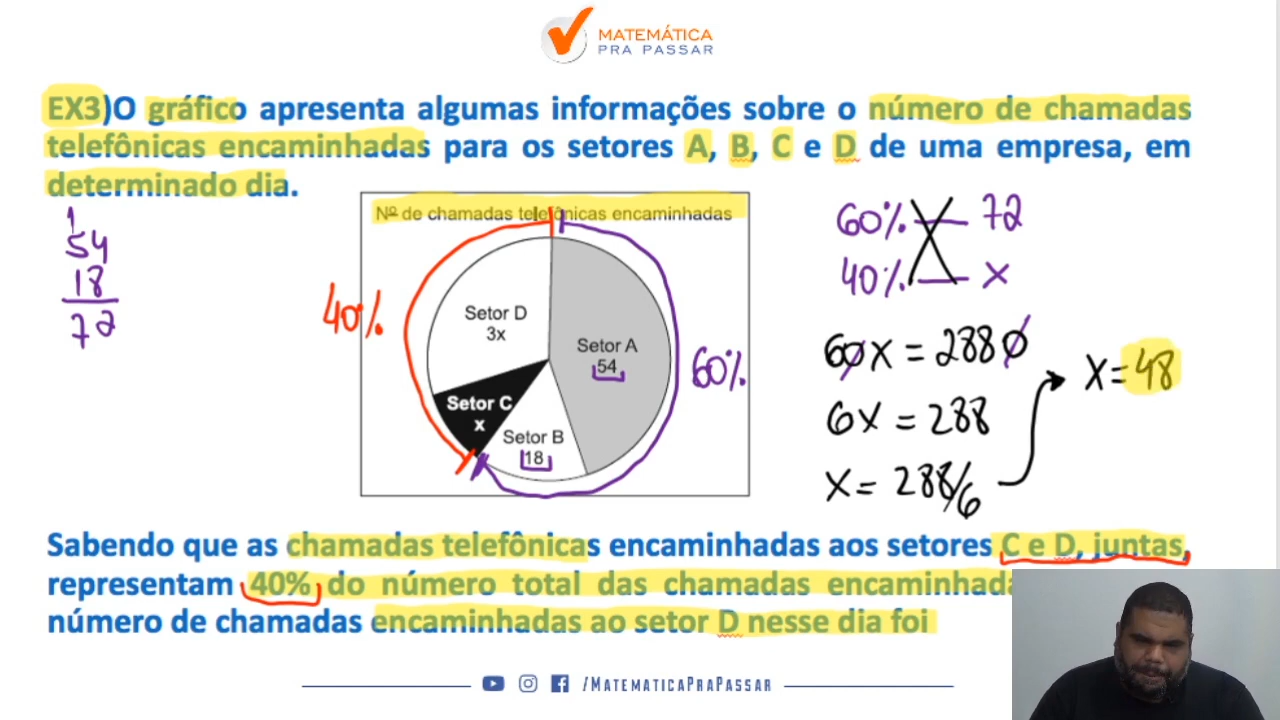 MATEMÁTICA
PRA PASSAR
EX3)O gráfico apresenta algumas informações sobre o número de chamadas
telefônicas encaminhadas para os setores A, B, C e D de uma empresa, em
determinado dia.
1
54
18
72
Nº de chamadas telefônicas encaminhadas
40%
Setor D
3x
Setor A
54
Setor C
x
Setor B
18
60%
60% 72
40% x
60x = 2880
6x = 288
x = 288/6
x = 48
Sabendo que as chamadas telefônicas encaminhadas aos setores C e D, juntas,
representam 40% do número total das chamadas
número de chamadas encaminhadas ao setor D nesse dia foi
/MATEMATICAPRAPASSAR